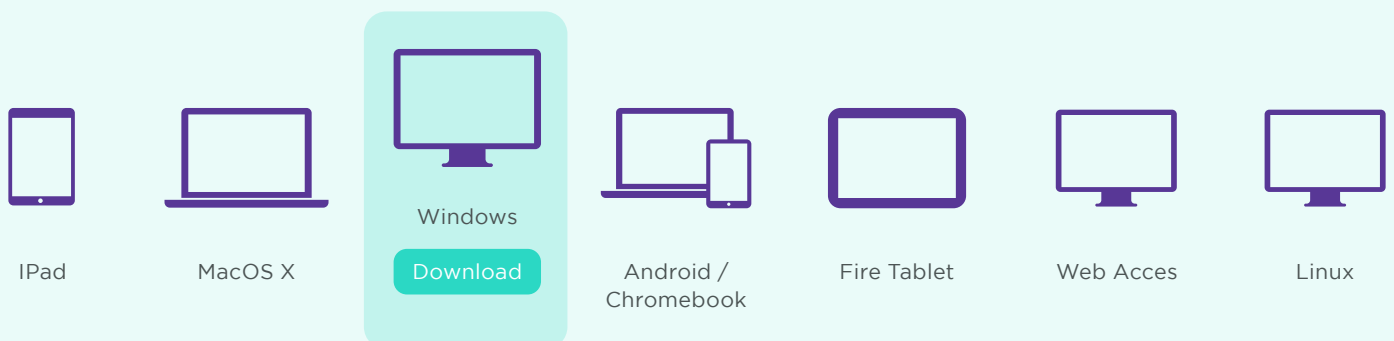 IPad
MacOS X
Windows
Download
Android /
Chromebook
Fire Tablet
Web Acces
Linux